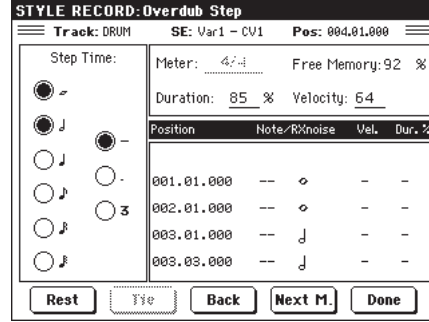 STYLE RECORD:Overdub Step
Track: DRUM SE: Var1 - CV1 Pos: 004.01.000
Step Time:
Meter: 4/4 Free Memory:92 %
Duration: 85 % Velocity: 64
Position Note/RXnoise Vel. Dur.%
001.01.000 -- - -
002.01.000 -- - -
003.01.000 -- - -
003.03.000 -- - -
-
.
3
Rest Tie Back Next M. Done